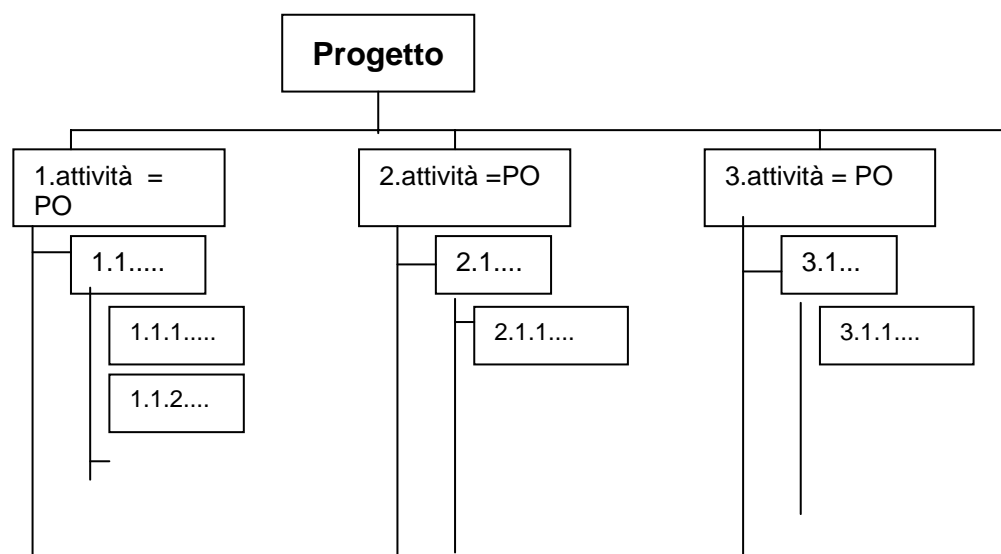 Progetto
1.attività =
PO
2.attività =PO
3.attività = PO
1.1.....
2.1....
3.1...
1.1.1.....
2.1.1....
3.1.1....
1.1.2....